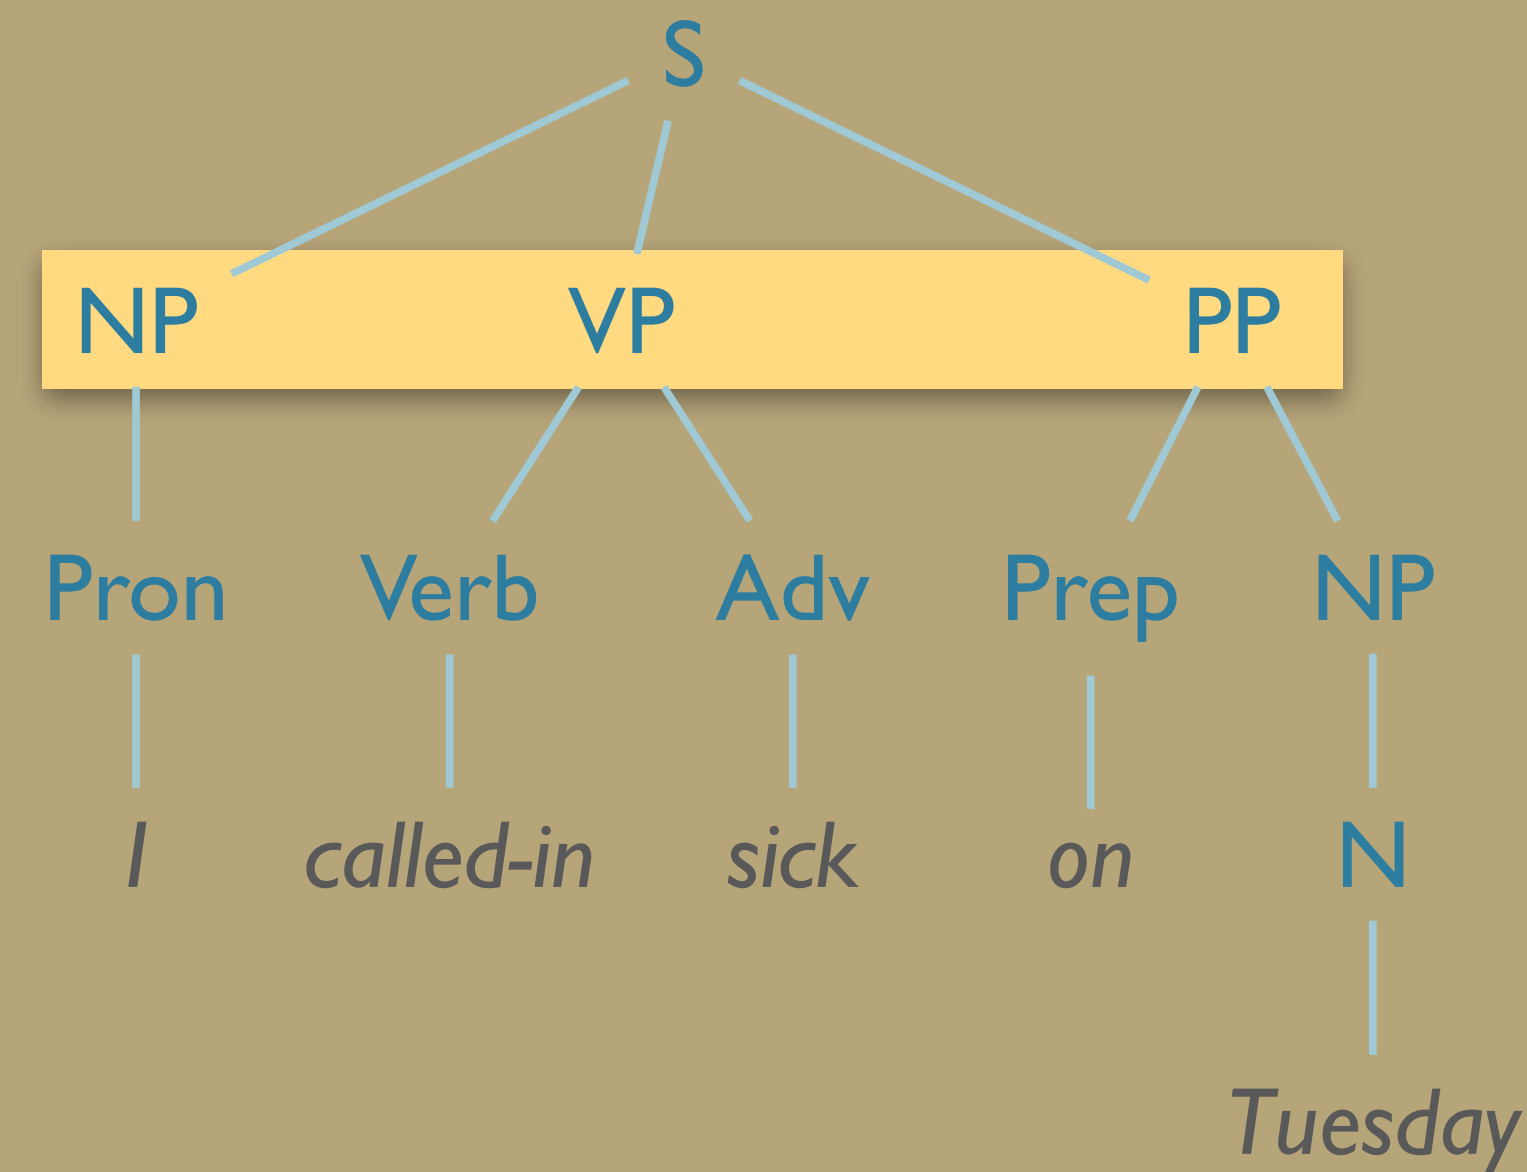 S
NP VP PP
Pron Verb Adv Prep NP
I called-in sick on N
Tuesday